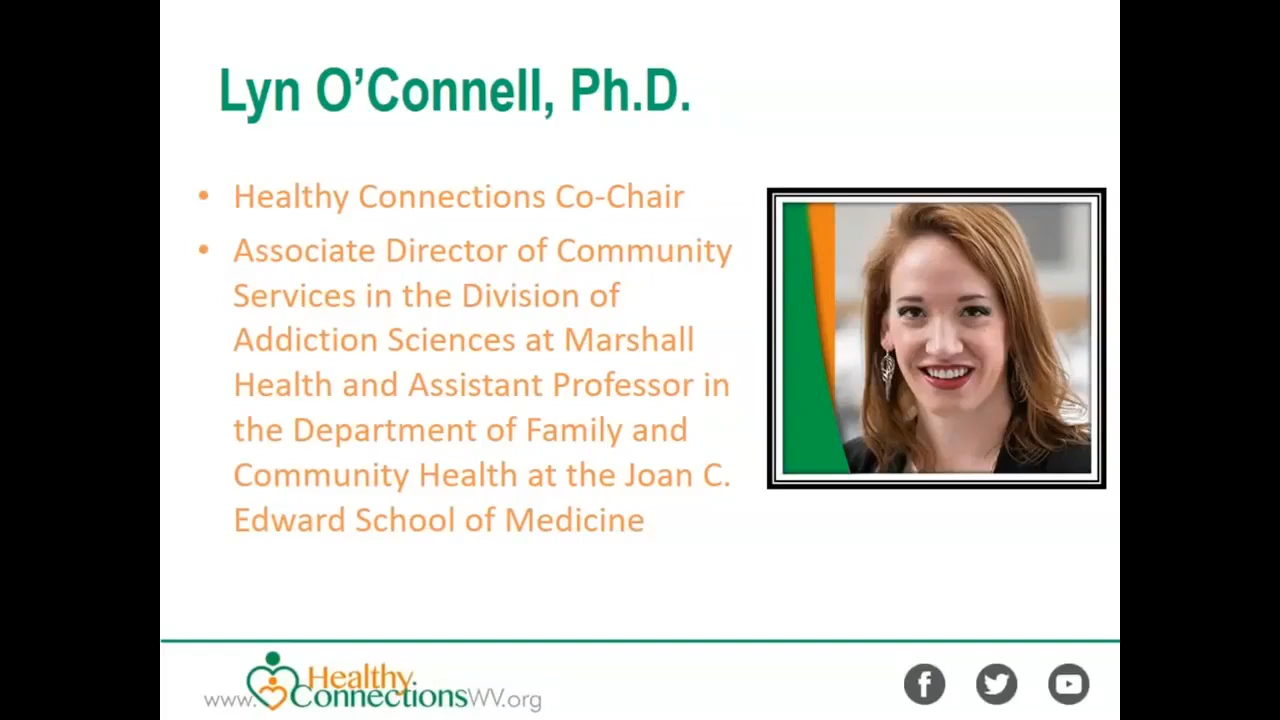 Lyn O’Connell, Ph.D.
• Healthy Connections Co-Chair
• Associate Director of Community
Services in the Division of
Addiction Sciences at Marshall
Health and Assistant Professor in
the Department of Family and
Community Health at the Joan C.
Edward School of Medicine
Healthy
www.ConnectionsWV.org